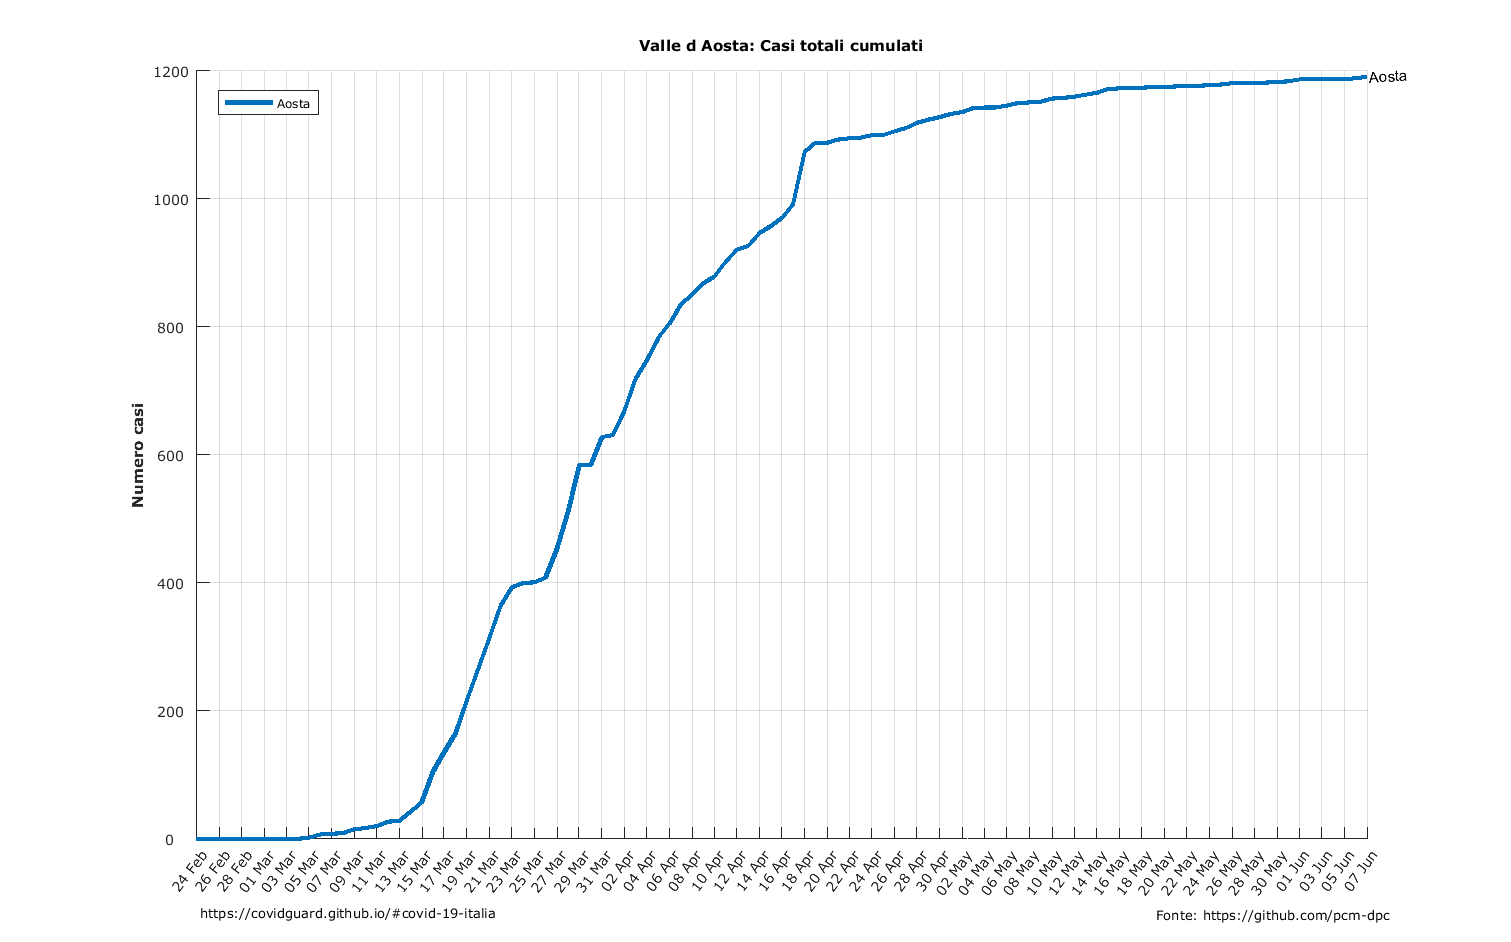 Valle d Aosta: Casi totali cumulati
1200
1000
800
600
400
200
0
Numero casi
Aosta
Aosta
24 Feb
26 Feb
28 Feb
01 Mar
03 Mar
05 Mar
07 Mar
09 Mar
11 Mar
13 Mar
15 Mar
17 Mar
19 Mar
21 Mar
23 Mar
25 Mar
27 Mar
29 Mar
31 Mar
02 Apr
04 Apr
06 Apr
08 Apr
10 Apr
12 Apr
14 Apr
16 Apr
18 Apr
20 Apr
22 Apr
24 Apr
26 Apr
28 Apr
30 Apr
02 May
04 May
06 May
08 May
10 May
12 May
14 May
16 May
18 May
20 May
22 May
24 May
26 May
28 May
30 May
01 Jun
03 Jun
05 Jun
07 Jun
https://covidguard.github.io/#covid-19-italia
Fonte: https://github.com/pcm-dpc